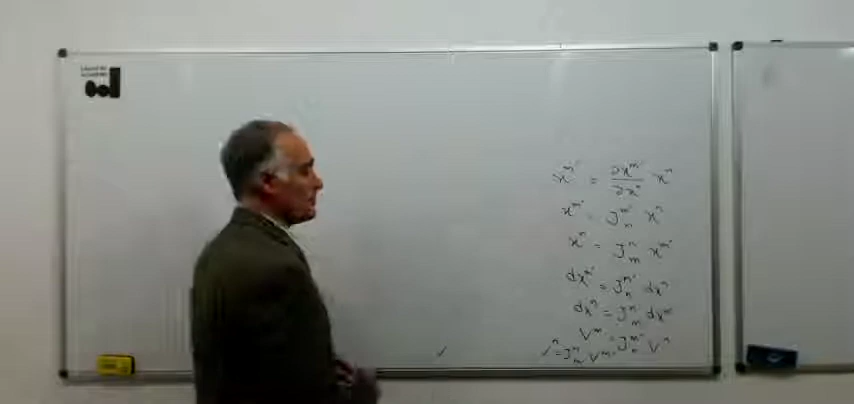 x^{m'} = ∂x^{m'}/∂x^n x^n
x^{m'} = J^{m'}_n x^n
x^n = J^n_{m'} x^{m'}
dx^{m'} = J^{m'}_n dx^n
dx^n = J^n_{m'} dx^{m'}
V^{m'} = J^{m'}_n V^n
V^n = J^n_{m'} V^{m'}